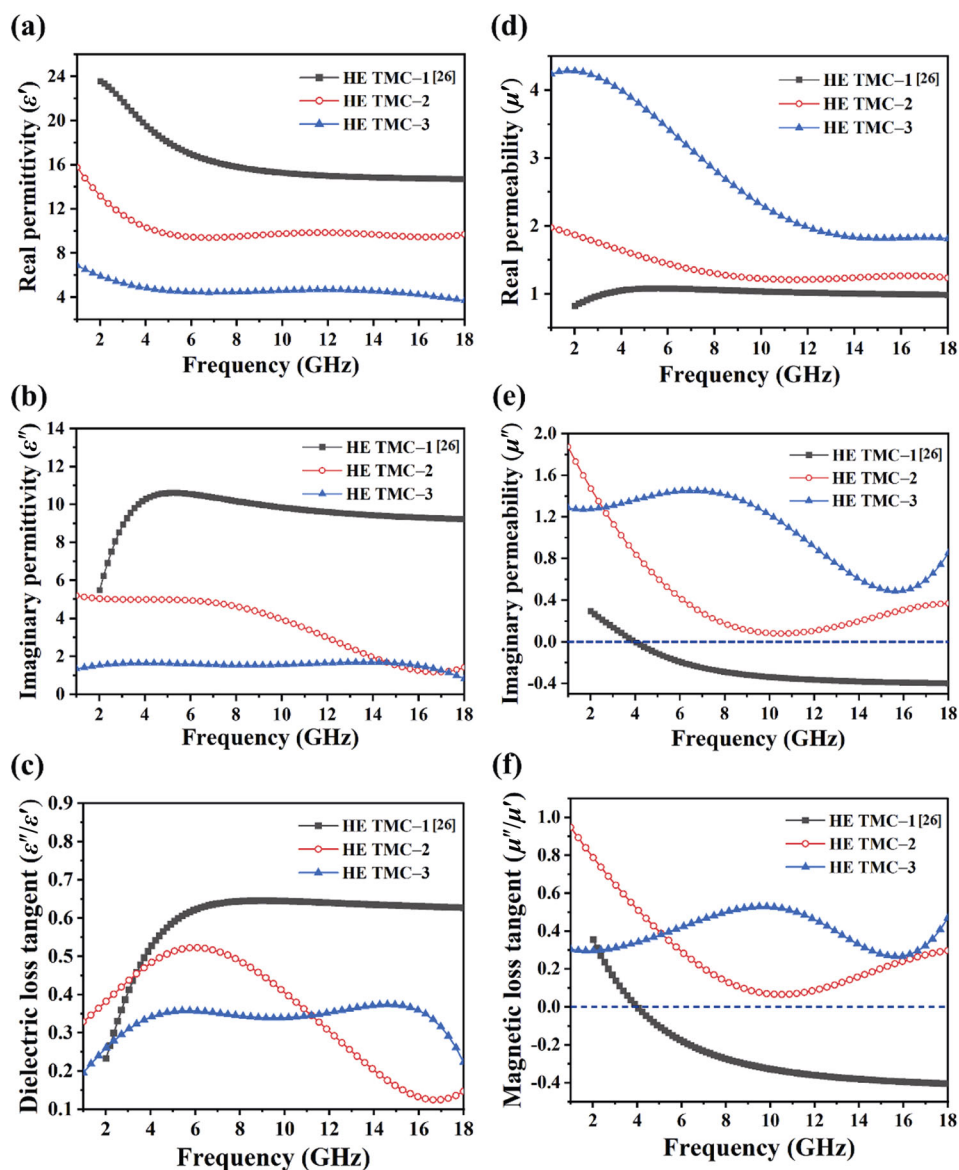 (a)
Real permittivity (ε′)
24
20
16
12
8
4
HE TMC–1 [26]
HE TMC–2
HE TMC–3
2 4 6 8 10 12 14 16 18
Frequency (GHz)
(b)
Imaginary permittivity (ε″)
14
12
10
8
6
4
2
0
HE TMC–1 [26]
HE TMC–2
HE TMC–3
2 4 6 8 10 12 14 16 18
Frequency (GHz)
(c)
Dielectric loss tangent (ε″/ε′)
0.9
0.8
0.7
0.6
0.5
0.4
0.3
0.2
0.1
HE TMC–1 [26]
HE TMC–2
HE TMC–3
2 4 6 8 10 12 14 16 18
Frequency (GHz)
(d)
Real permeability (μ′)
4
3
2
1
HE TMC–1 [26]
HE TMC–2
HE TMC–3
2 4 6 8 10 12 14 16 18
Frequency (GHz)
(e)
Imaginary permeability (μ″)
2.0
1.6
1.2
0.8
0.4
0.0
-0.4
HE TMC–1 [26]
HE TMC–2
HE TMC–3
2 4 6 8 10 12 14 16 18
Frequency (GHz)
(f)
Magnetic loss tangent (μ″/μ′)
1.0
0.8
0.6
0.4
0.2
0.0
-0.2
-0.4
HE TMC–1 [26]
HE TMC–2
HE TMC–3
2 4 6 8 10 12 14 16 18
Frequency (GHz)